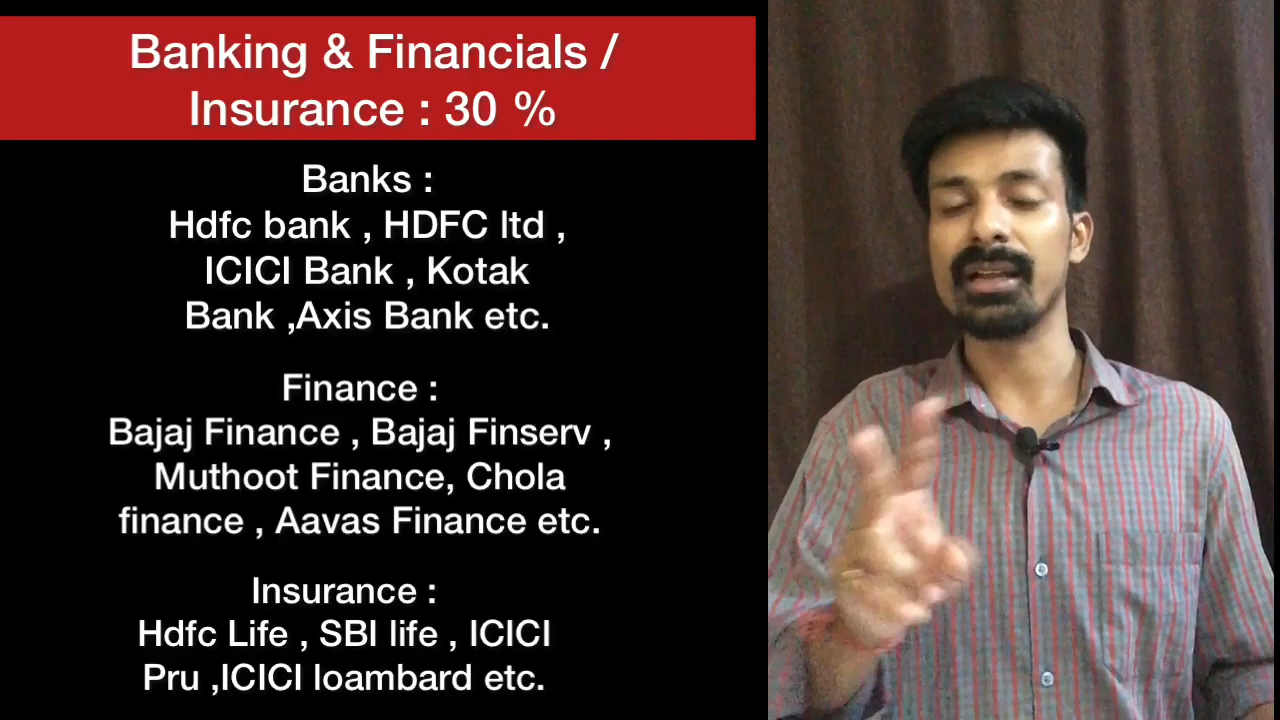 Banking & Financials /
Insurance : 30 %
Banks :
Hdfc bank , HDFC ltd ,
ICICI Bank , Kotak
Bank ,Axis Bank etc.
Finance :
Bajaj Finance , Bajaj Finserv ,
Muthoot Finance, Chola
finance , Aavas Finance etc.
Insurance :
Hdfc Life , SBI life , ICICI
Pru ,ICICI loambard etc.